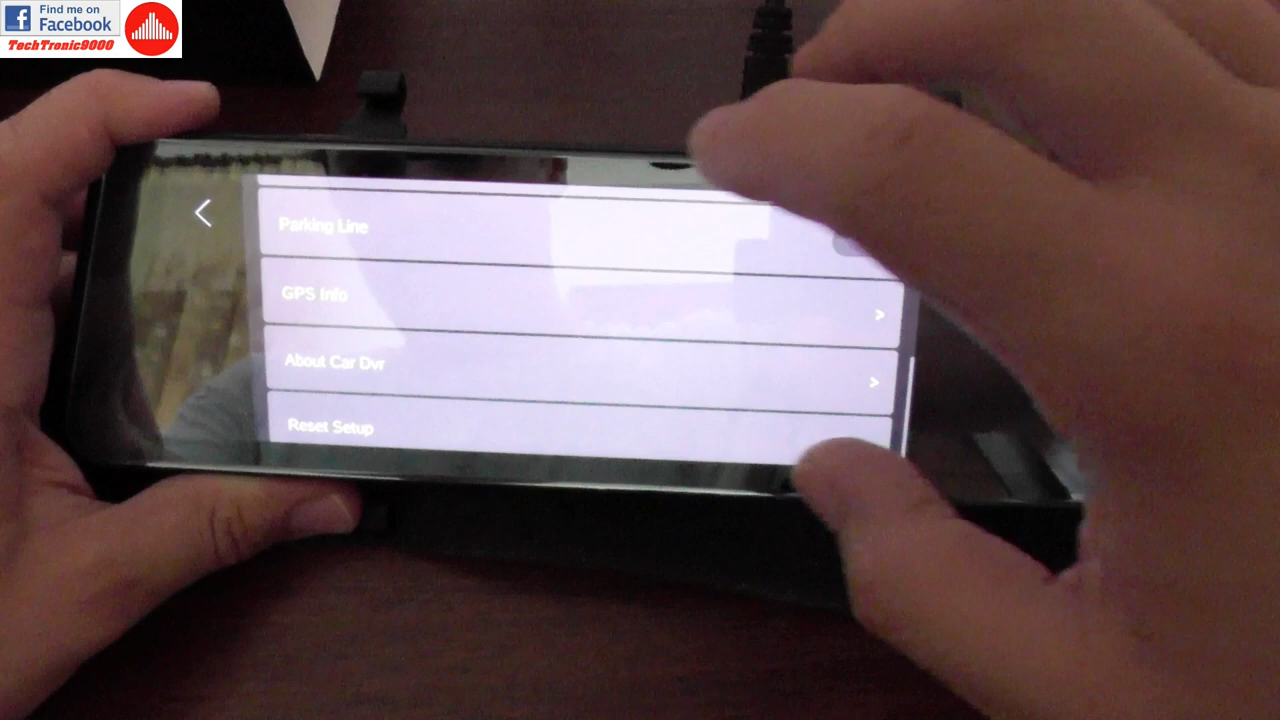 Find me on
Facebook
TechTronic9000
Parking Line
GPS Info
About Car Dvr
Reset Setup